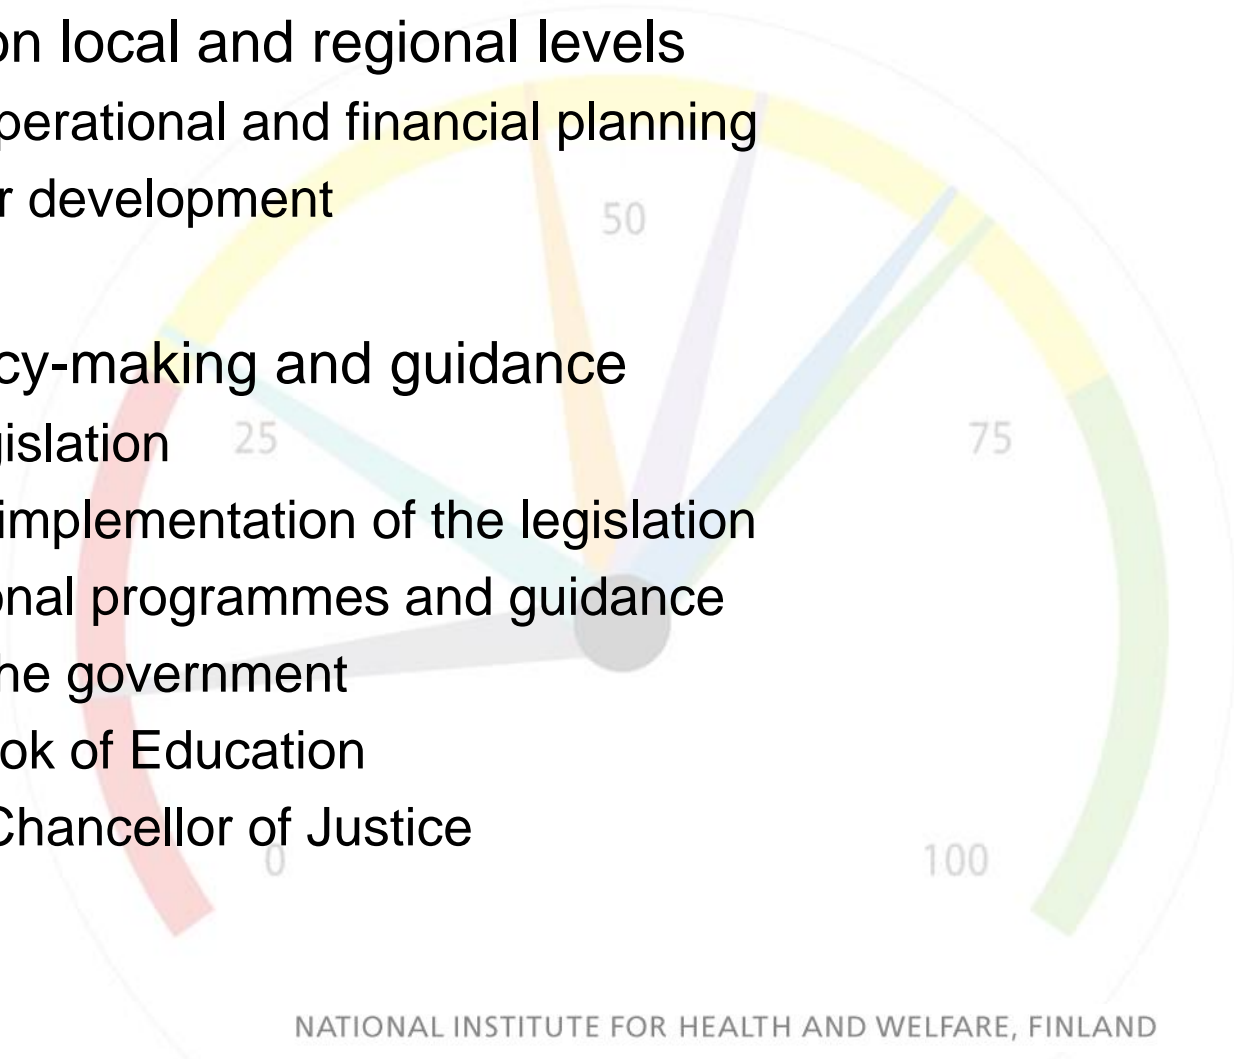 on local and regional levels
perational and financial planning
r development
50
cy-making and guidance
gislation
25
75
implementation of the legislation
onal programmes and guidance
he government
ok of Education
Chancellor of Justice
0
100
NATIONAL INSTITUTE FOR HEALTH AND WELFARE, FINLAND